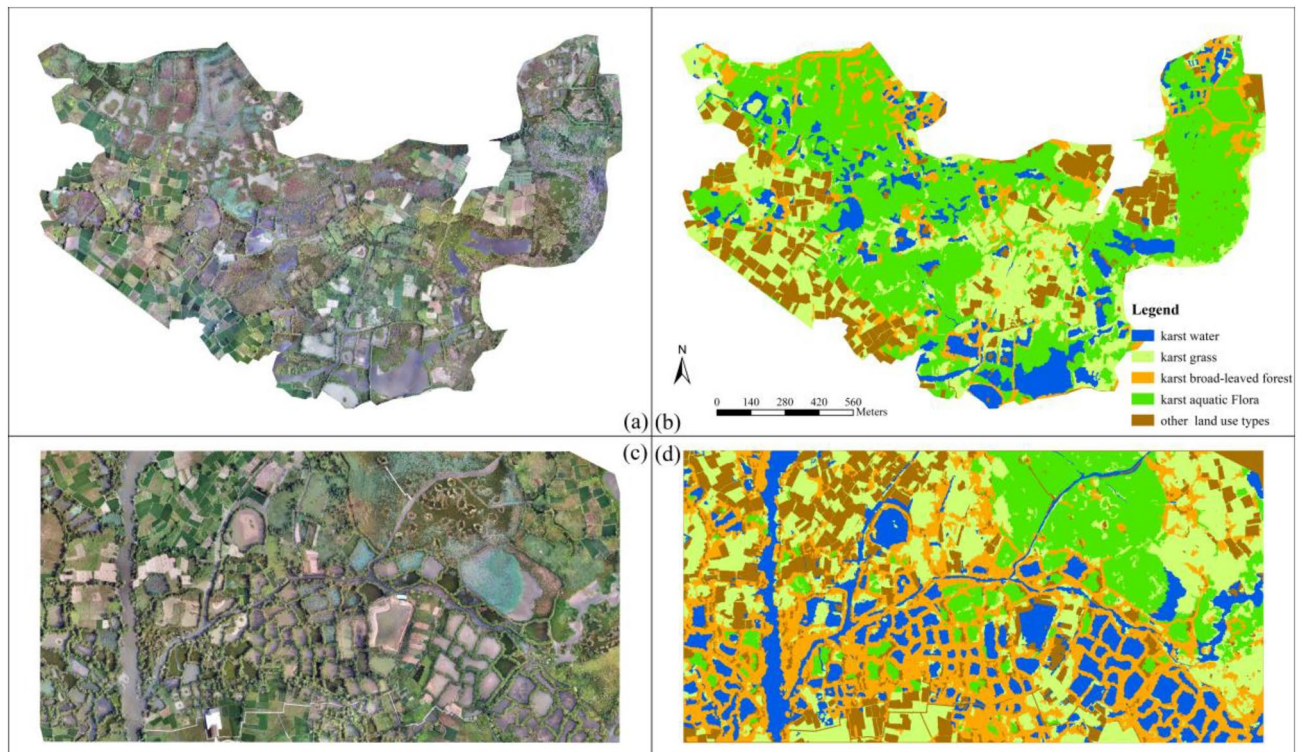 (a)
(b)
N
0 140 280 420 560
Meters
Legend
karst water
karst grass
karst broad-leaved forest
karst aquatic Flora
other land use types
(c)
(d)